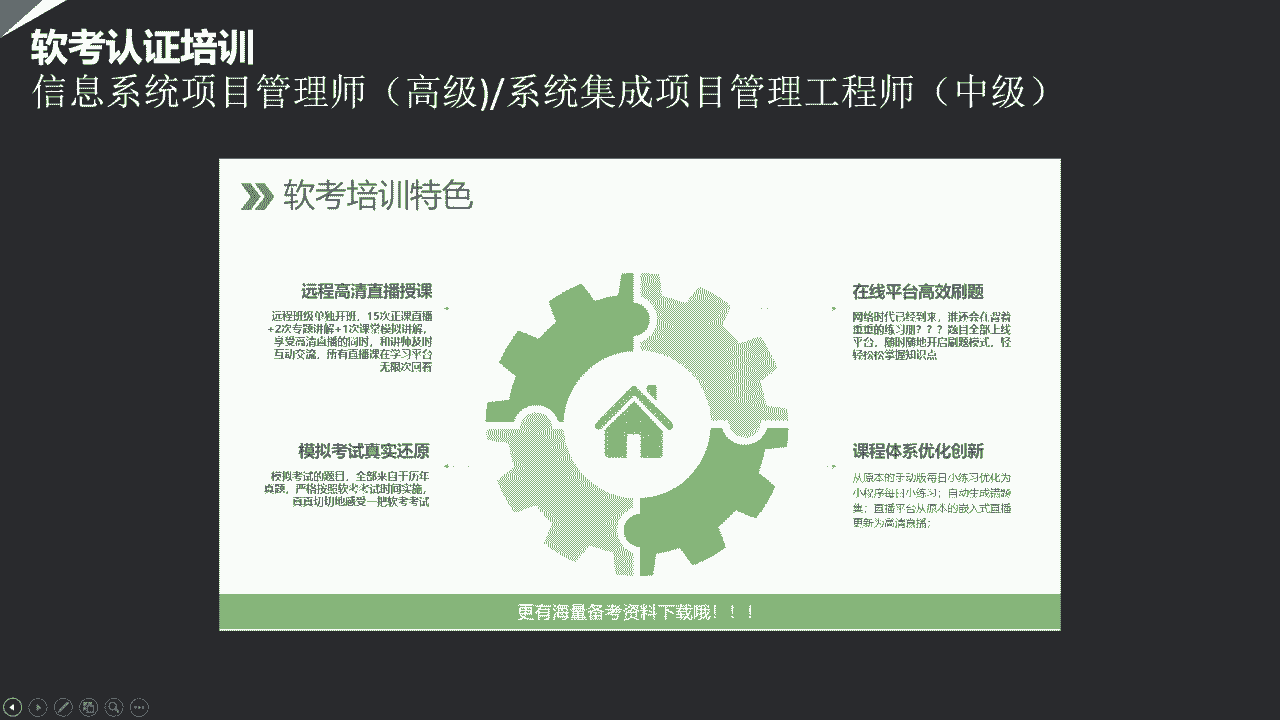 软考认证培训
信息系统项目管理师（高级)/系统集成项目管理工程师（中级）
软考培训特色
远程高清直播授课
远程班级单独开班，15次正课直播
+2次专题讲解+1次课堂模拟讲解，
享受高清直播的同时，和讲师及时
互动交流，所有直播课在学习平台
无限次回看
在线平台高效刷题
网络时代已经到来，谁还会在背着
重重的练习册？？？题目全部上线
平台，随时随地开启刷题模式，轻
轻松松掌握知识点
模拟考试真实还原
模拟考试的题目，全部来自于历年
真题，严格按照软考考试时间实施，
真真切切地感受一把软考考试
课程体系优化创新
从原本的手动版每日小练习优化为
小程序每日小练习；自动生成错题
集；直播平台从原本的嵌入式直播
更新为高清直播；
更有海量备考资料下载哦！！！